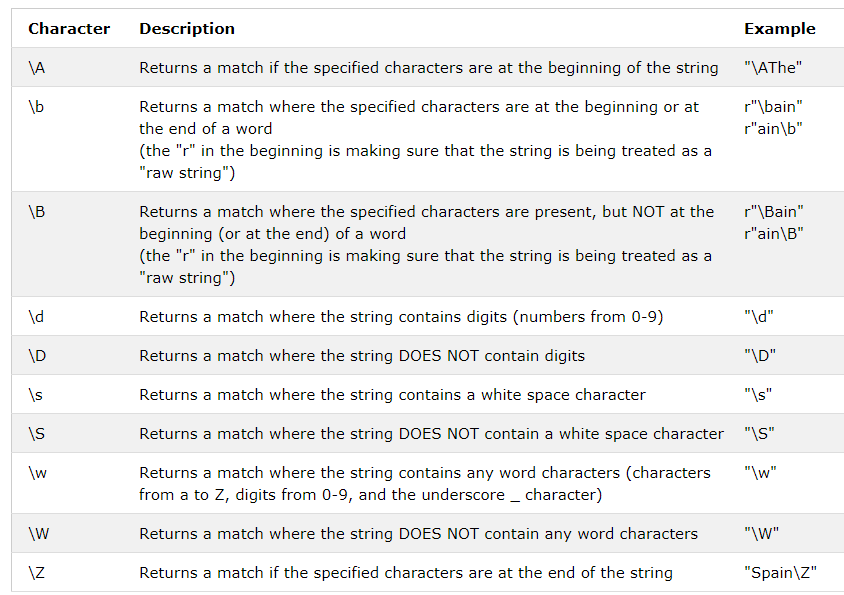 Character Description Example
\A Returns a match if the specified characters are at the beginning of the string "\AThe"
\b Returns a match where the specified characters are at the beginning or at r"\bain"
the end of a word r"ain\b"
(the "r" in the beginning is making sure that the string is being treated as a
"raw string")
\B Returns a match where the specified characters are present, but NOT at the r"\Bain"
beginning (or at the end) of a word r"ain\B"
(the "r" in the beginning is making sure that the string is being treated as a
"raw string")
\d Returns a match where the string contains digits (numbers from 0-9) "\d"
\D Returns a match where the string DOES NOT contain digits "\D"
\s Returns a match where the string contains a white space character "\s"
\S Returns a match where the string DOES NOT contain a white space character "\S"
\w Returns a match where the string contains any word characters (characters "\w"
from a to Z, digits from 0-9, and the underscore _ character)
\W Returns a match where the string DOES NOT contain any word characters "\W"
\Z Returns a match if the specified characters are at the end of the string "Spain\Z"